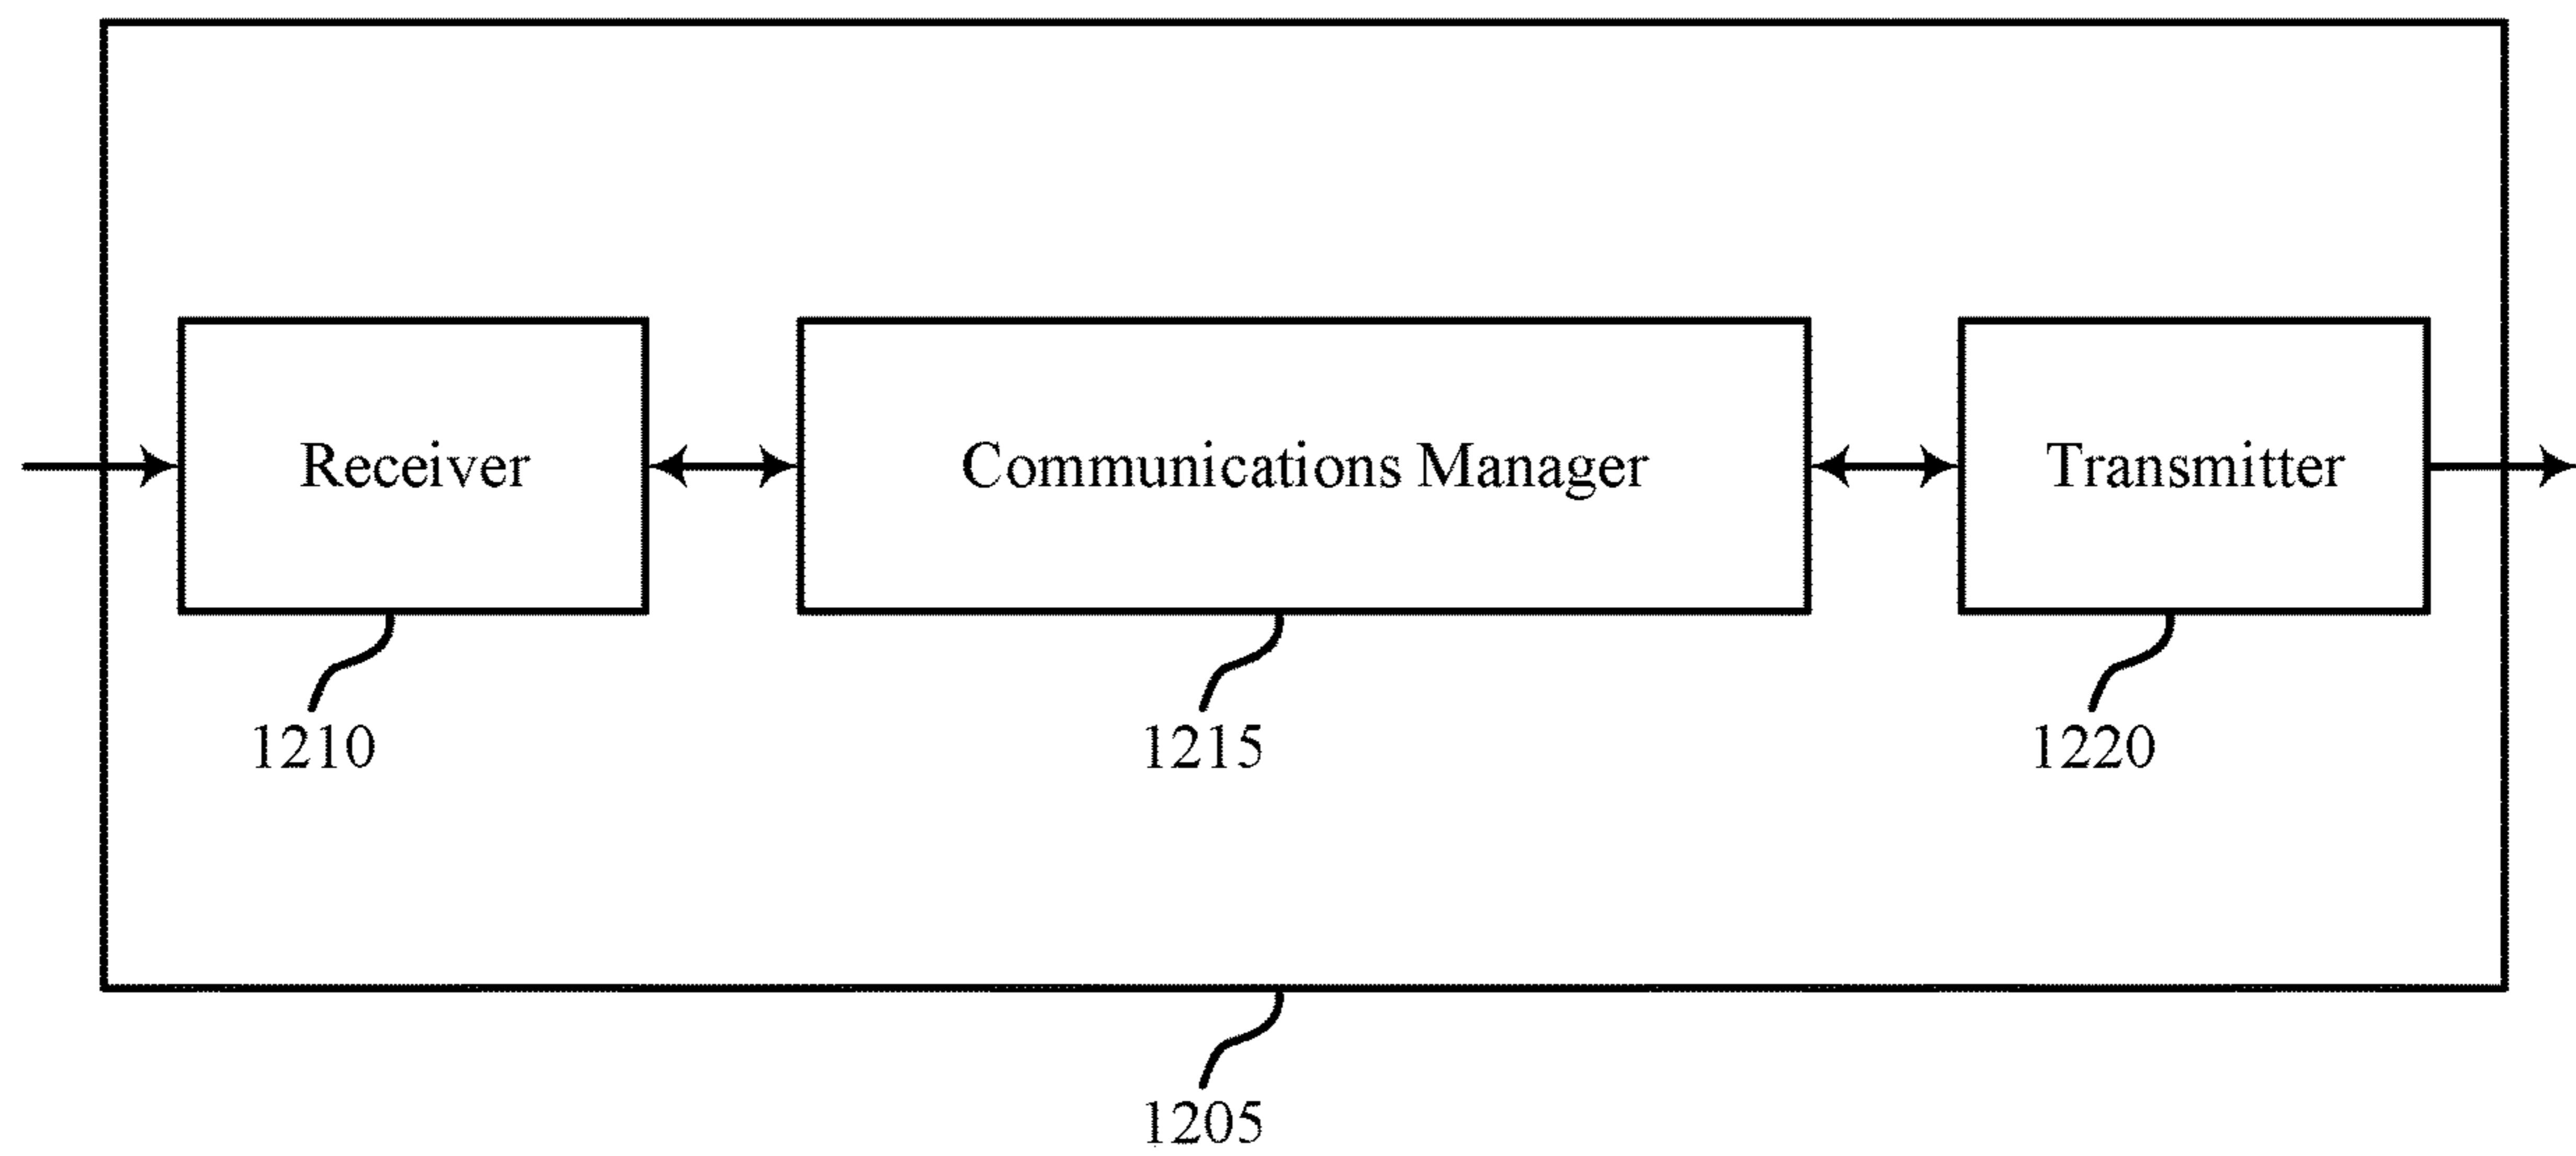 Receiver
Communications Manager
Transmitter
1210
1215
1220
1205